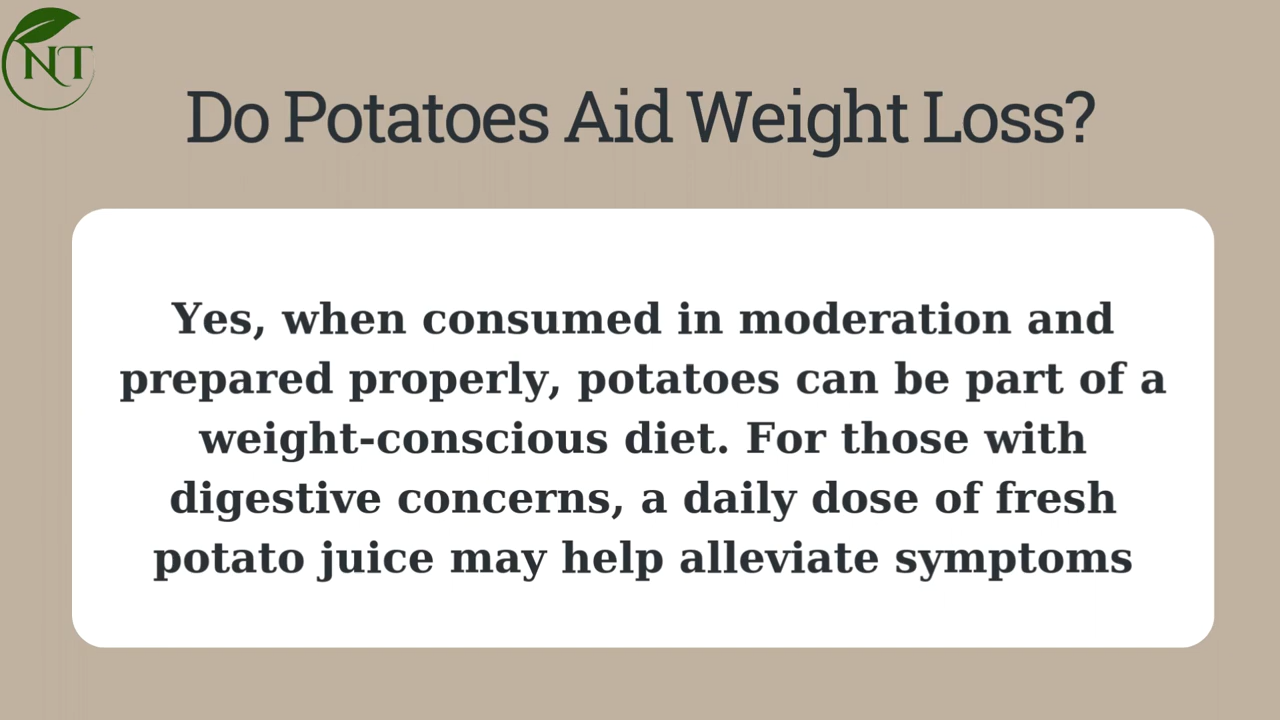 NT
Do Potatoes Aid Weight Loss?
Yes, when consumed in moderation and
prepared properly, potatoes can be part of a
weight-conscious diet. For those with
digestive concerns, a daily dose of fresh
potato juice may help alleviate symptoms